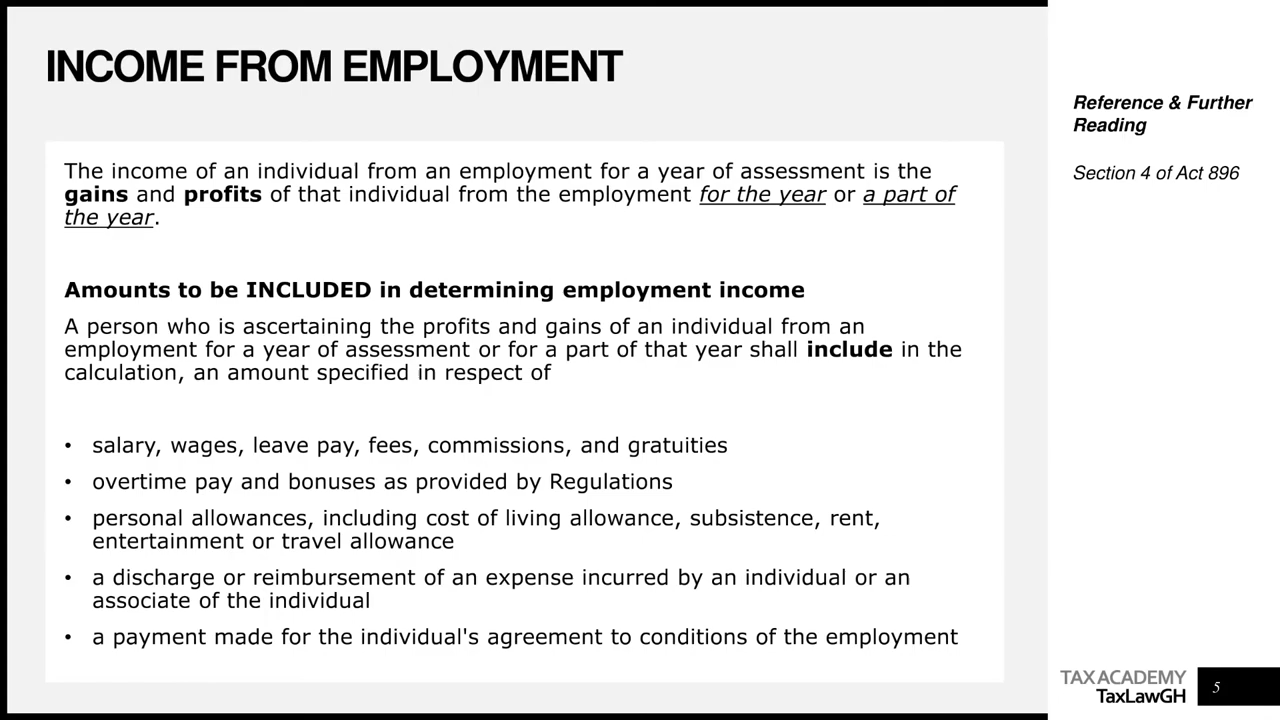 INCOME FROM EMPLOYMENT
The income of an individual from an employment for a year of assessment is the
gains and profits of that individual from the employment for the year or a part of
the year.
Amounts to be INCLUDED in determining employment income
A person who is ascertaining the profits and gains of an individual from an
employment for a year of assessment or for a part of that year shall include in the
calculation, an amount specified in respect of
• salary, wages, leave pay, fees, commissions, and gratuities
• overtime pay and bonuses as provided by Regulations
• personal allowances, including cost of living allowance, subsistence, rent,
entertainment or travel allowance
• a discharge or reimbursement of an expense incurred by an individual or an
associate of the individual
• a payment made for the individual's agreement to conditions of the employment
Reference & Further
Reading
Section 4 of Act 896
TAX ACADEMY
TaxLawGH
5